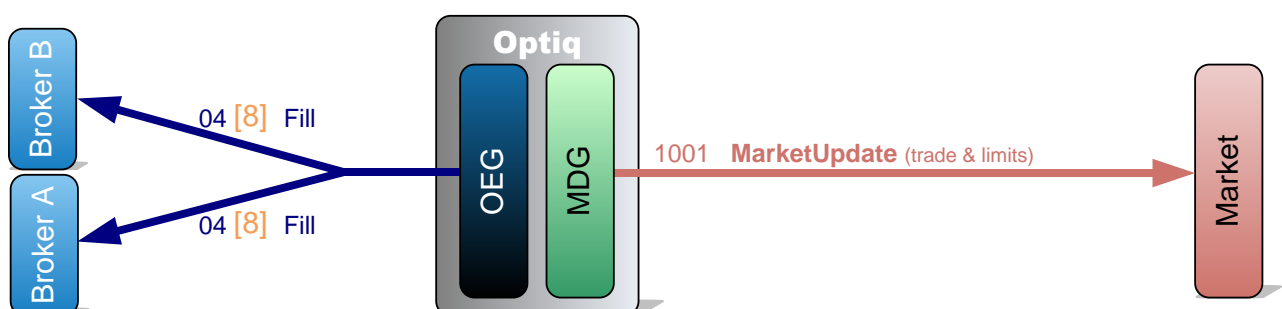 Optiq
Broker B
04 [8] Fill
OEG
MDG
1001 MarketUpdate (trade & limits)
Market
Broker A
04 [8] Fill